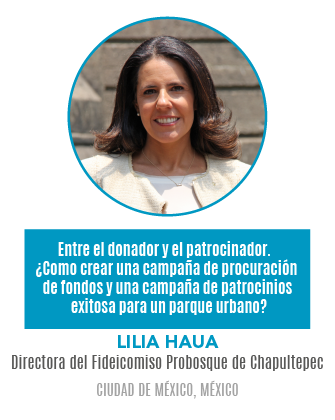 Entre el donador y el patrocinador.
¿Como crear una campaña de procuración
de fondos y una campaña de patrocinios
exitosa para un parque urbano?
LILIA HAUA
Directora del Fideicomiso Probosque de Chapultepec
CIUDAD DE MÉXICO, MÉXICO